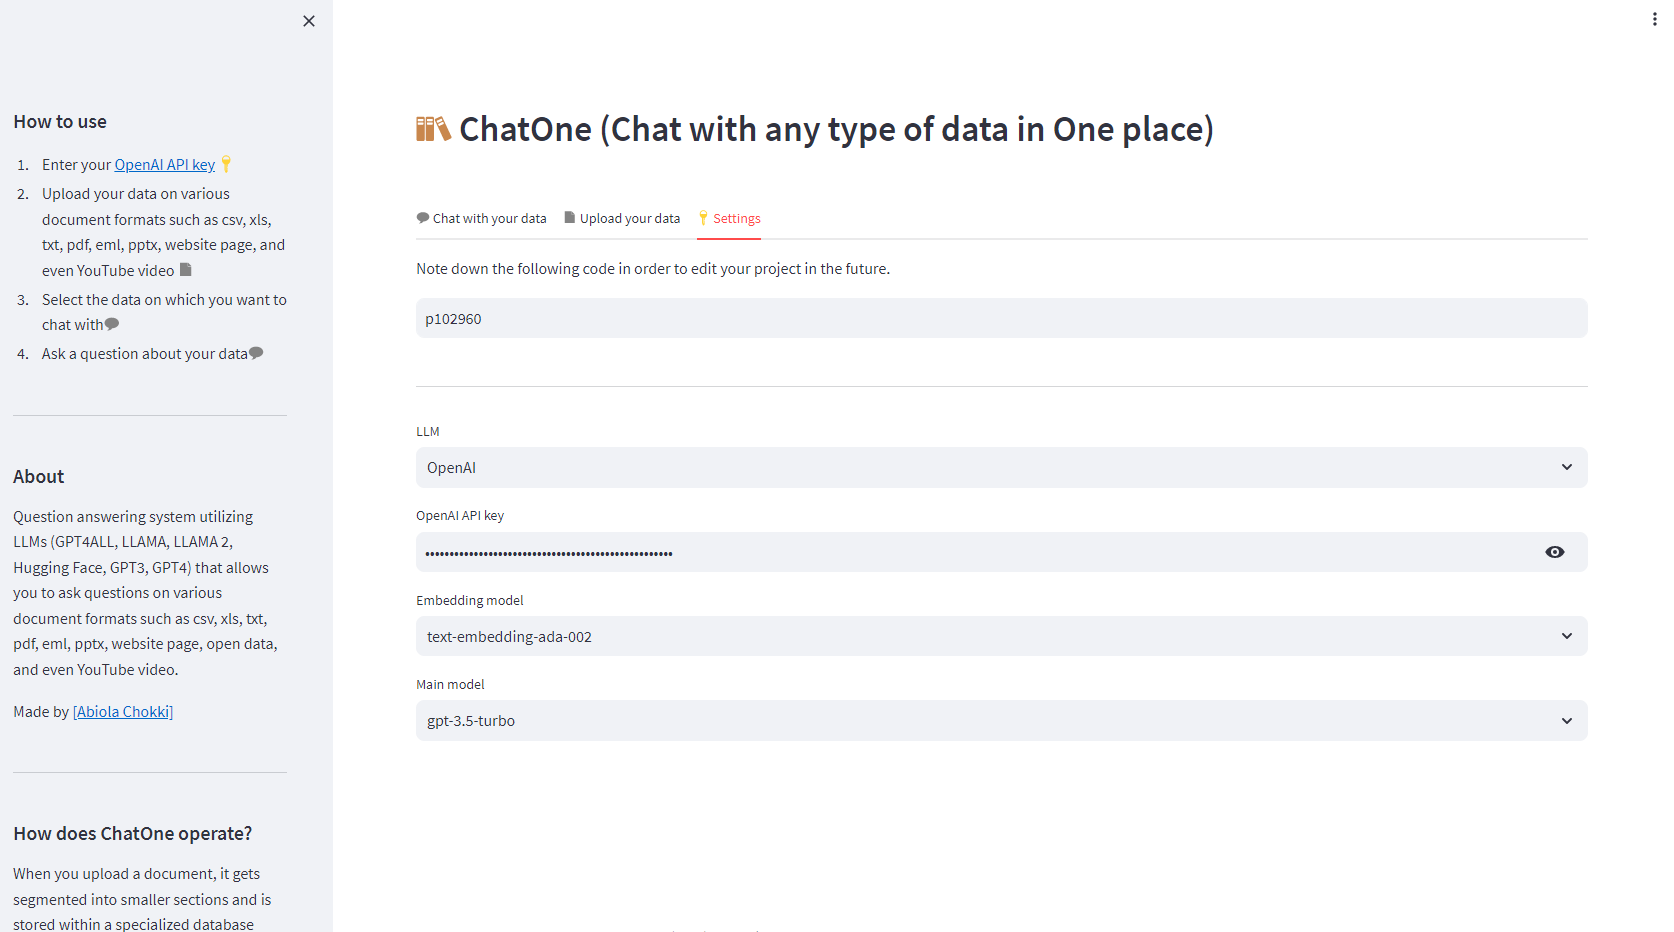 How to use
1. Enter your OpenAI API key
2. Upload your data on various
document formats such as csv, xls,
txt, pdf, eml, pptx, website page, and
even YouTube video
3. Select the data on which you want to
chat with
4. Ask a question about your data
About
Question answering system utilizing
LLMs (GPT4ALL, LLAMA, LLAMA 2,
Hugging Face, GPT3, GPT4) that allows
you to ask questions on various
document formats such as csv, xls, txt,
pdf, eml, pptx, website page, open data,
and even YouTube video.
Made by [Abiola Chokki]
How does ChatOne operate?
When you upload a document, it gets
segmented into smaller sections and is
stored within a specialized database
ChatOne (Chat with any type of data in One place)
Chat with your data Upload your data Settings
Note down the following code in order to edit your project in the future.
p102960
LLM
OpenAI
OpenAI API key
Embedding model
text-embedding-ada-002
Main model
gpt-3.5-turbo